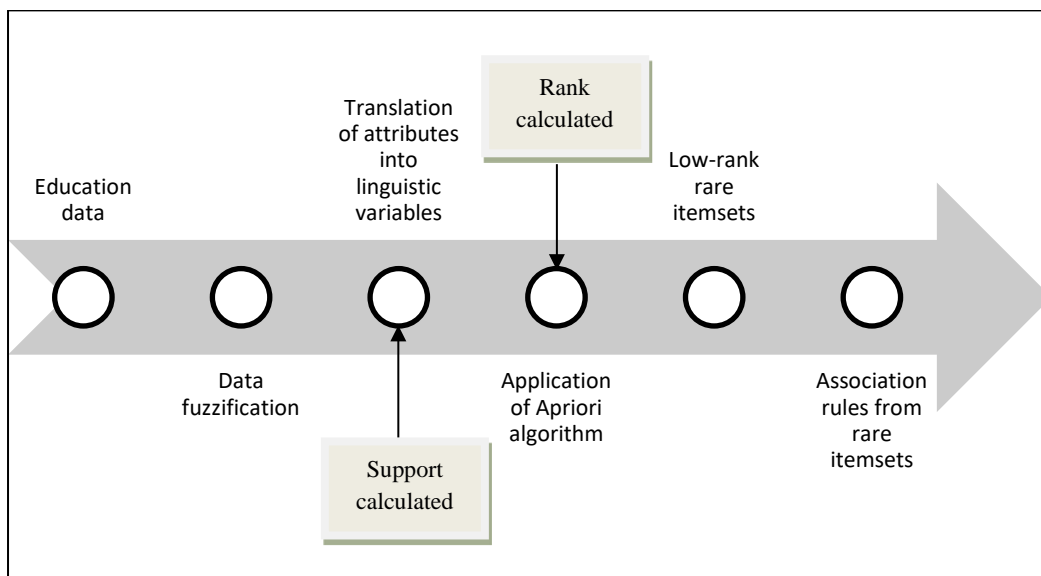 Education
data
Data
fuzzification
Translation
of attributes
into
linguistic
variables
Support
calculated
Rank
calculated
Application
of Apriori
algorithm
Low-rank
rare
itemsets
Association
rules from
rare
itemsets